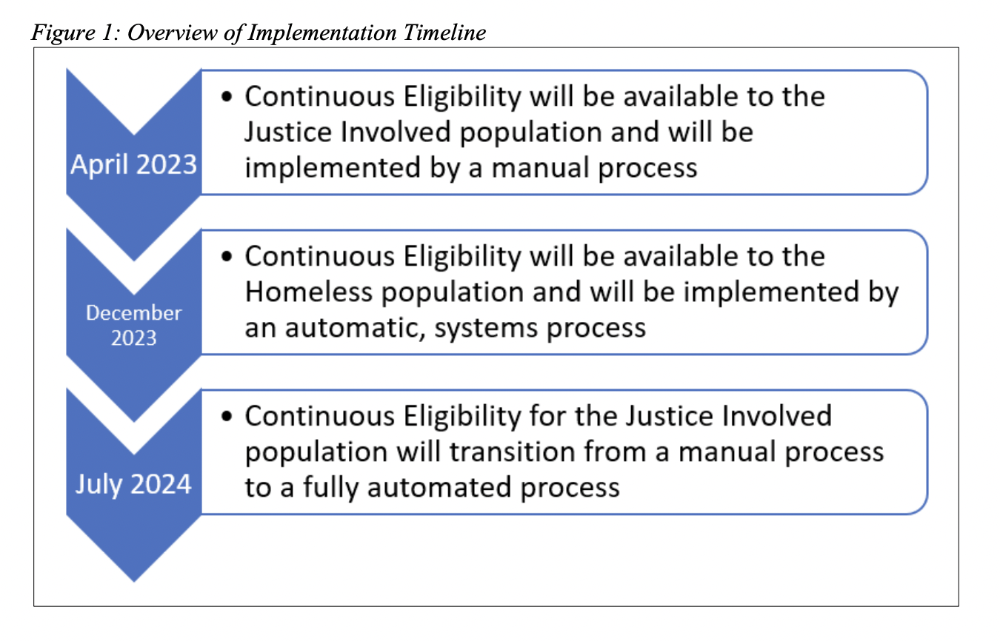 Figure 1: Overview of Implementation Timeline
April 2023
• Continuous Eligibility will be available to the
Justice Involved population and will be
implemented by a manual process
December
2023
• Continuous Eligibility will be available to the
Homeless population and will be implemented by
an automatic, systems process
July 2024
• Continuous Eligibility for the Justice Involved
population will transition from a manual process
to a fully automated process